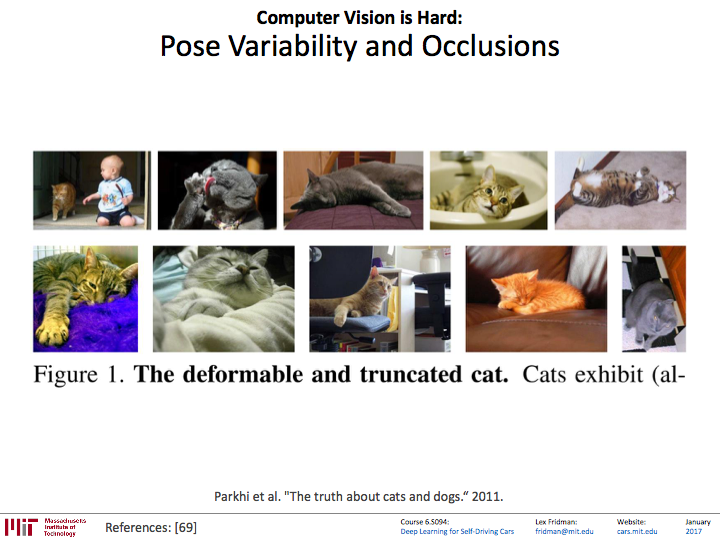 Computer Vision is Hard:
Pose Variability and Occlusions
Figure 1. The deformable and truncated cat. Cats exhibit (al-
Parkhi et al. "The truth about cats and dogs.“ 2011.
MIT Massachusetts
Institute of
Technology
References: [69]
Course 6.S094:
Deep Learning for Self-Driving Cars
Lex Fridman:
fridman@mit.edu
Website:
cars.mit.edu
January
2017